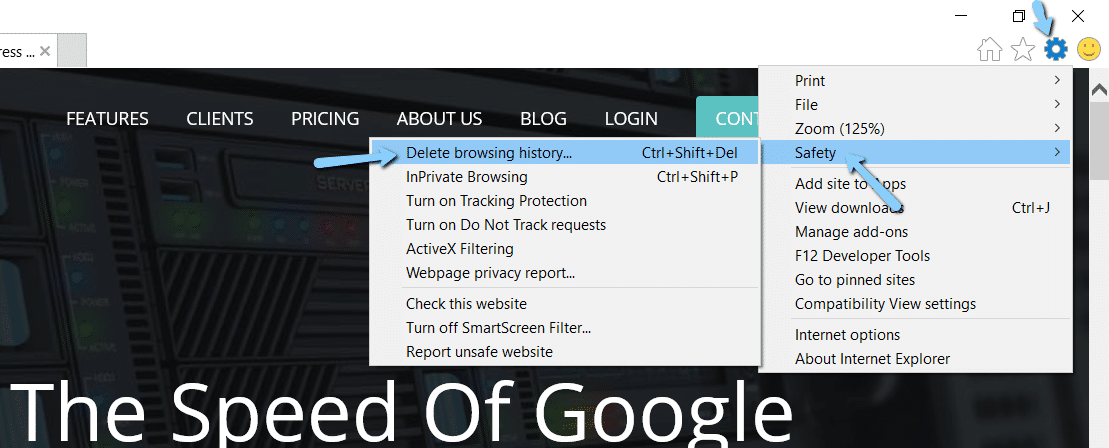 ress ...
FEATURES CLIENTS PRICING ABOUT US BLOG LOGIN CONT
Print
File
Zoom (125%)
Safety
Add site to Apps
View downloads Ctrl+J
Manage add-ons
F12 Developer Tools
Go to pinned sites
Compatibility View settings
Internet options
About Internet Explorer
Delete browsing history... Ctrl+Shift+Del
InPrivate Browsing Ctrl+Shift+P
Turn on Tracking Protection
Turn on Do Not Track requests
ActiveX Filtering
Webpage privacy report...
Check this website
Turn off SmartScreen Filter...
Report unsafe website
The Speed Of Google